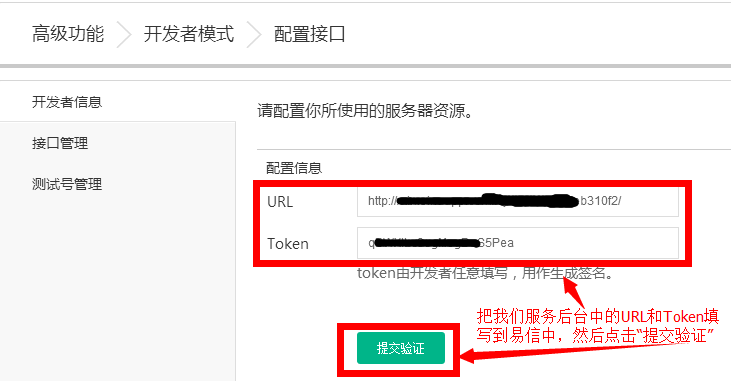 高级功能 开发者模式 配置接口
开发者信息
请配置你所使用的服务器资源。
接口管理
配置信息
测试号管理
URL http:// b310f2/
Token S5Pea
token由开发者任意填写，用作生成签名。
把我们服务后台中的URL和Token填
写到易信中，然后点击“提交验证”
提交验证